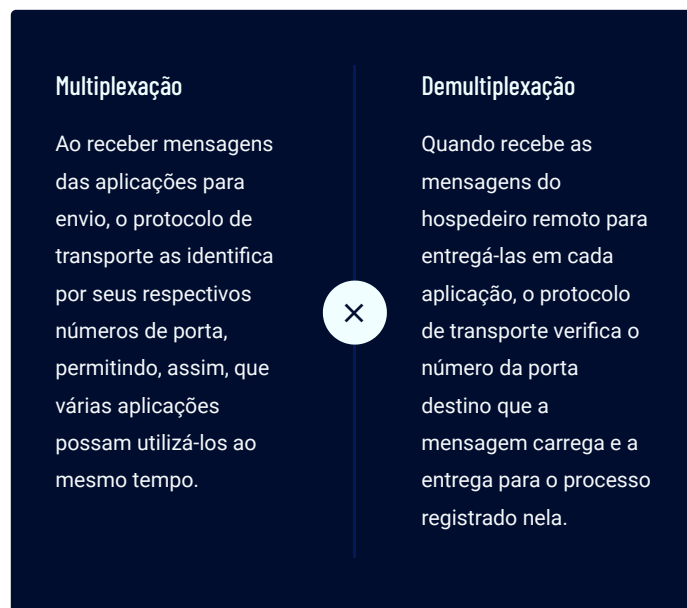 Multiplexação
Ao receber mensagens
das aplicações para
envio, o protocolo de
transporte as identifica
por seus respectivos
números de porta,
permitindo, assim, que
várias aplicações
possam utilizá-los ao
mesmo tempo.
Demultiplexação
Quando recebe as
mensagens do
hospedeiro remoto para
entregá-las em cada
aplicação, o protocolo
de transporte verifica o
número da porta
destino que a
mensagem carrega e a
entrega para o processo
registrado nela.